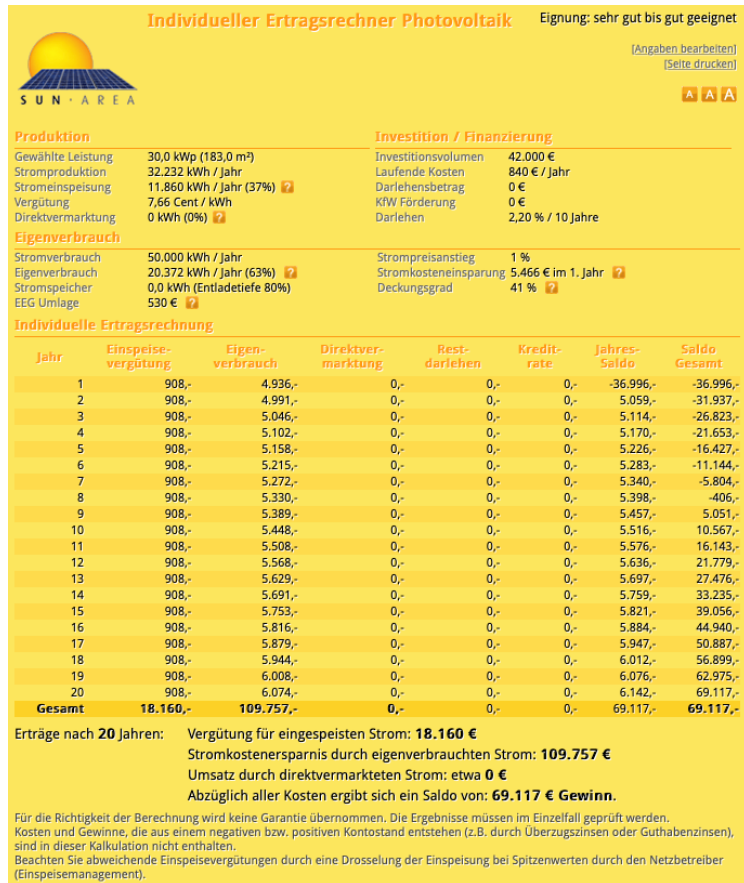 Individueller Ertragsrechner Photovoltaik
Eignung: sehr gut bis gut geeignet
[Angaben bearbeiten]
[Seite drucken]
SUN·AREA
A A A
Produktion
Gewählte Leistung 30,0 kWp (183,0 m²)
Stromproduktion 32.232 kWh / Jahr
Stromeinspeisung 11.860 kWh / Jahr (37%) ?
Vergütung 7,66 Cent / kWh
Direktvermarktung 0 kWh (0%) ?
Investition / Finanzierung
Investitionsvolumen 42.000 €
Laufende Kosten 840 € / Jahr
Darlehensbetrag 0 €
KfW Förderung 0 €
Darlehen 2,20 % / 10 Jahre
Eigenverbrauch
Stromverbrauch 50.000 kWh / Jahr
Eigenverbrauch 20.372 kWh / Jahr (63%) ?
Stromspeicher 0,0 kWh (Entladetiefe 80%)
EEG Umlage 530 € ?
Strompreisanstieg 1 %
Stromkosteneinsparung 5.466 € im 1. Jahr ?
Deckungsgrad 41 % ?
Individuelle Ertragsrechnung
Jahr Einspeise- Eigen- Direktver- Rest- Kredit- Jahres- Saldo
vergütung verbrauch marktung darlehen rate Saldo Gesamt
1 908,- 4.936,- 0,- 0,- 0,- -36.996,- -36.996,-
2 908,- 4.991,- 0,- 0,- 0,- 5.059,- -31.937,-
3 908,- 5.046,- 0,- 0,- 0,- 5.114,- -26.823,-
4 908,- 5.102,- 0,- 0,- 0,- 5.170,- -21.653,-
5 908,- 5.158,- 0,- 0,- 0,- 5.226,- -16.427,-
6 908,- 5.215,- 0,- 0,- 0,- 5.283,- -11.144,-
7 908,- 5.272,- 0,- 0,- 0,- 5.340,- -5.804,-
8 908,- 5.330,- 0,- 0,- 0,- 5.398,- -406,-
9 908,- 5.389,- 0,- 0,- 0,- 5.457,- 5.051,-
10 908,- 5.448,- 0,- 0,- 0,- 5.516,- 10.567,-
11 908,- 5.508,- 0,- 0,- 0,- 5.576,- 16.143,-
12 908,- 5.568,- 0,- 0,- 0,- 5.636,- 21.779,-
13 908,- 5.629,- 0,- 0,- 0,- 5.697,- 27.476,-
14 908,- 5.691,- 0,- 0,- 0,- 5.759,- 33.235,-
15 908,- 5.753,- 0,- 0,- 0,- 5.821,- 39.056,-
16 908,- 5.816,- 0,- 0,- 0,- 5.884,- 44.940,-
17 908,- 5.879,- 0,- 0,- 0,- 5.947,- 50.887,-
18 908,- 5.944,- 0,- 0,- 0,- 6.012,- 56.899,-
19 908,- 6.008,- 0,- 0,- 0,- 6.076,- 62.975,-
20 908,- 6.074,- 0,- 0,- 0,- 6.142,- 69.117,-
Gesamt 18.160,- 109.757,- 0,- 0,- 0,- 69.117,- 69.117,-
Erträge nach 20 Jahren: Vergütung für eingespeisten Strom: 18.160 €
Stromkostenersparnis durch eigenverbrauchten Strom: 109.757 €
Umsatz durch direktvermarkteten Strom: etwa 0 €
Abzüglich aller Kosten ergibt sich ein Saldo von: 69.117 € Gewinn.
Für die Richtigkeit der Berechnung wird keine Garantie übernommen. Die Ergebnisse müssen im Einzelfall geprüft werden.
Kosten und Gewinne, die aus einem negativen bzw. positiven Kontostand entstehen (z.B. durch Überzugszinsen oder Guthabenzinsen),
sind in dieser Kalkulation nicht enthalten.
Beachten Sie abweichende Einspeisevergütungen durch eine Drosselung der Einspeisung bei Spitzenwerten durch den Netzbetreiber
(Einspeisemanagement).